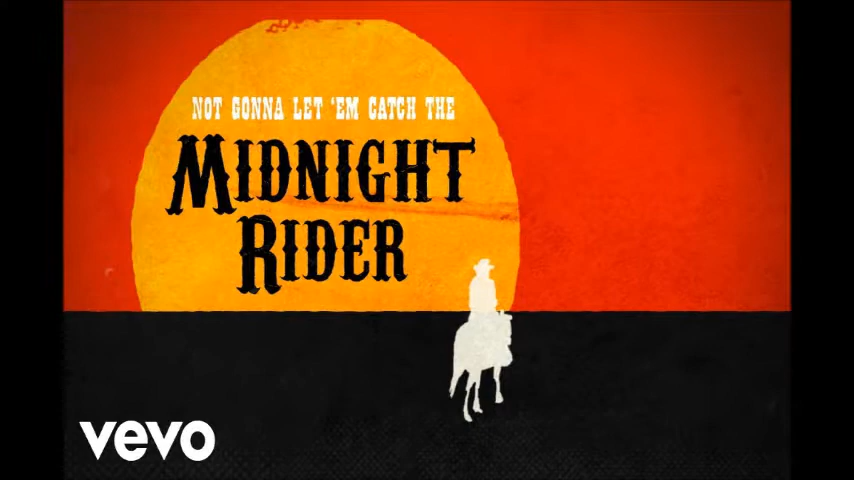 NOT GONNA LET 'EM CATCH THE
MIDNIGHT
RIDER
vevo